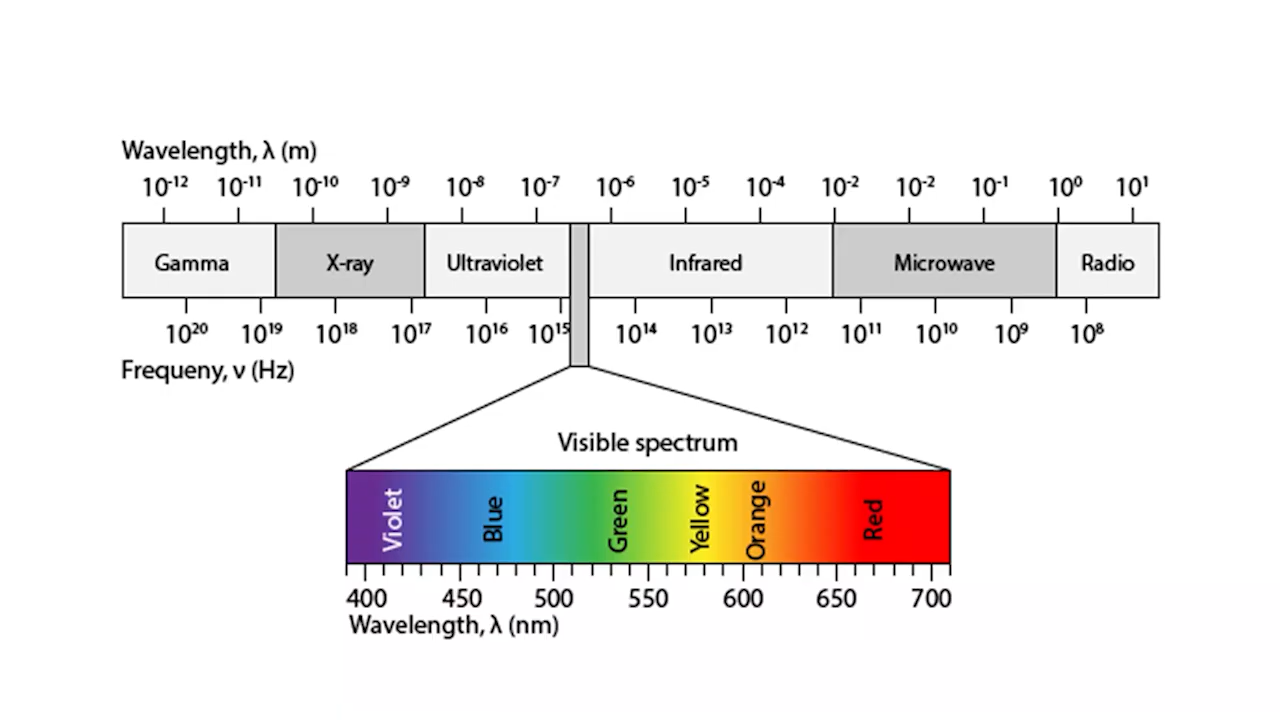 Wavelength, λ (m)
10⁻¹² 10⁻¹¹ 10⁻¹⁰ 10⁻⁹ 10⁻⁸ 10⁻⁷ 10⁻⁶ 10⁻⁵ 10⁻⁴ 10⁻² 10⁻² 10⁻¹ 10⁰ 10¹
Gamma X-ray Ultraviolet Infrared Microwave Radio
10²⁰ 10¹⁹ 10¹⁸ 10¹⁷ 10¹⁶ 10¹⁵ 10¹⁴ 10¹³ 10¹² 10¹¹ 10¹⁰ 10⁹ 10⁸
Frequeny, ν (Hz)
Visible spectrum
Violet Blue Green Yellow Orange Red
400 450 500 550 600 650 700
Wavelength, λ (nm)